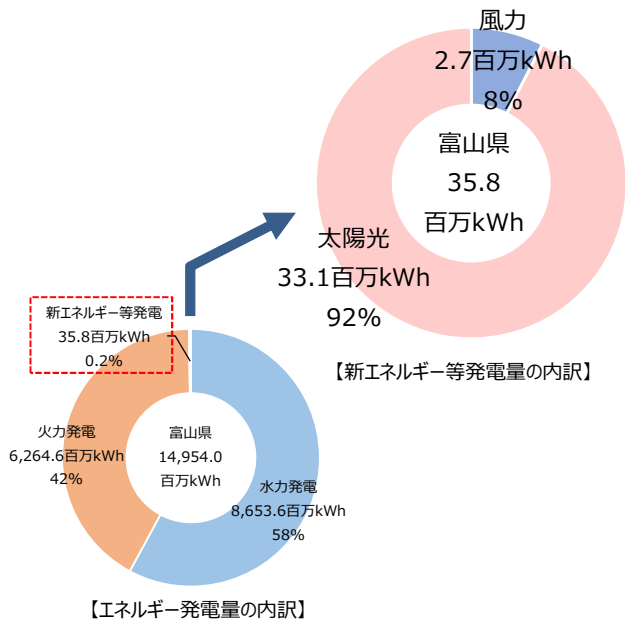 風力
2.7百万kWh
8%
富山県
35.8
百万kWh
太陽光
33.1百万kWh
92%
【新エネルギー等発電量の内訳】
新エネルギー等発電
35.8百万kWh
0.2%
火力発電
6,264.6百万kWh
42%
富山県
14,954.0
百万kWh
水力発電
8,653.6百万kWh
58%
【エネルギー発電量の内訳】